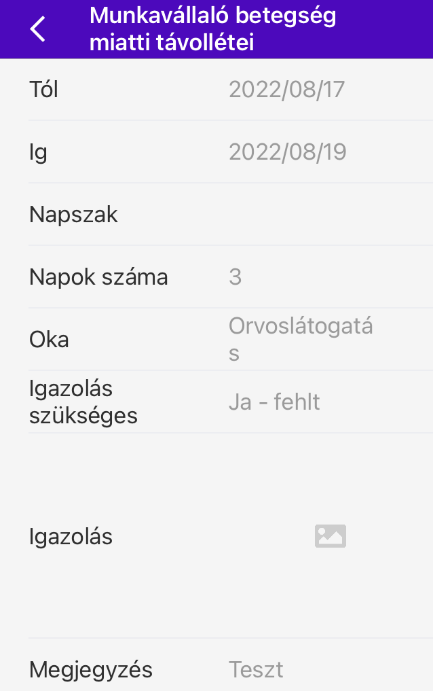 Munkavállaló betegség
miatti távollétei
Tól 2022/08/17
Ig 2022/08/19
Napszak
Napok száma 3
Oka Orvoslátogatá
s
Igazolás
szükséges Ja - fehlt
Igazolás
Megjegyzés Teszt